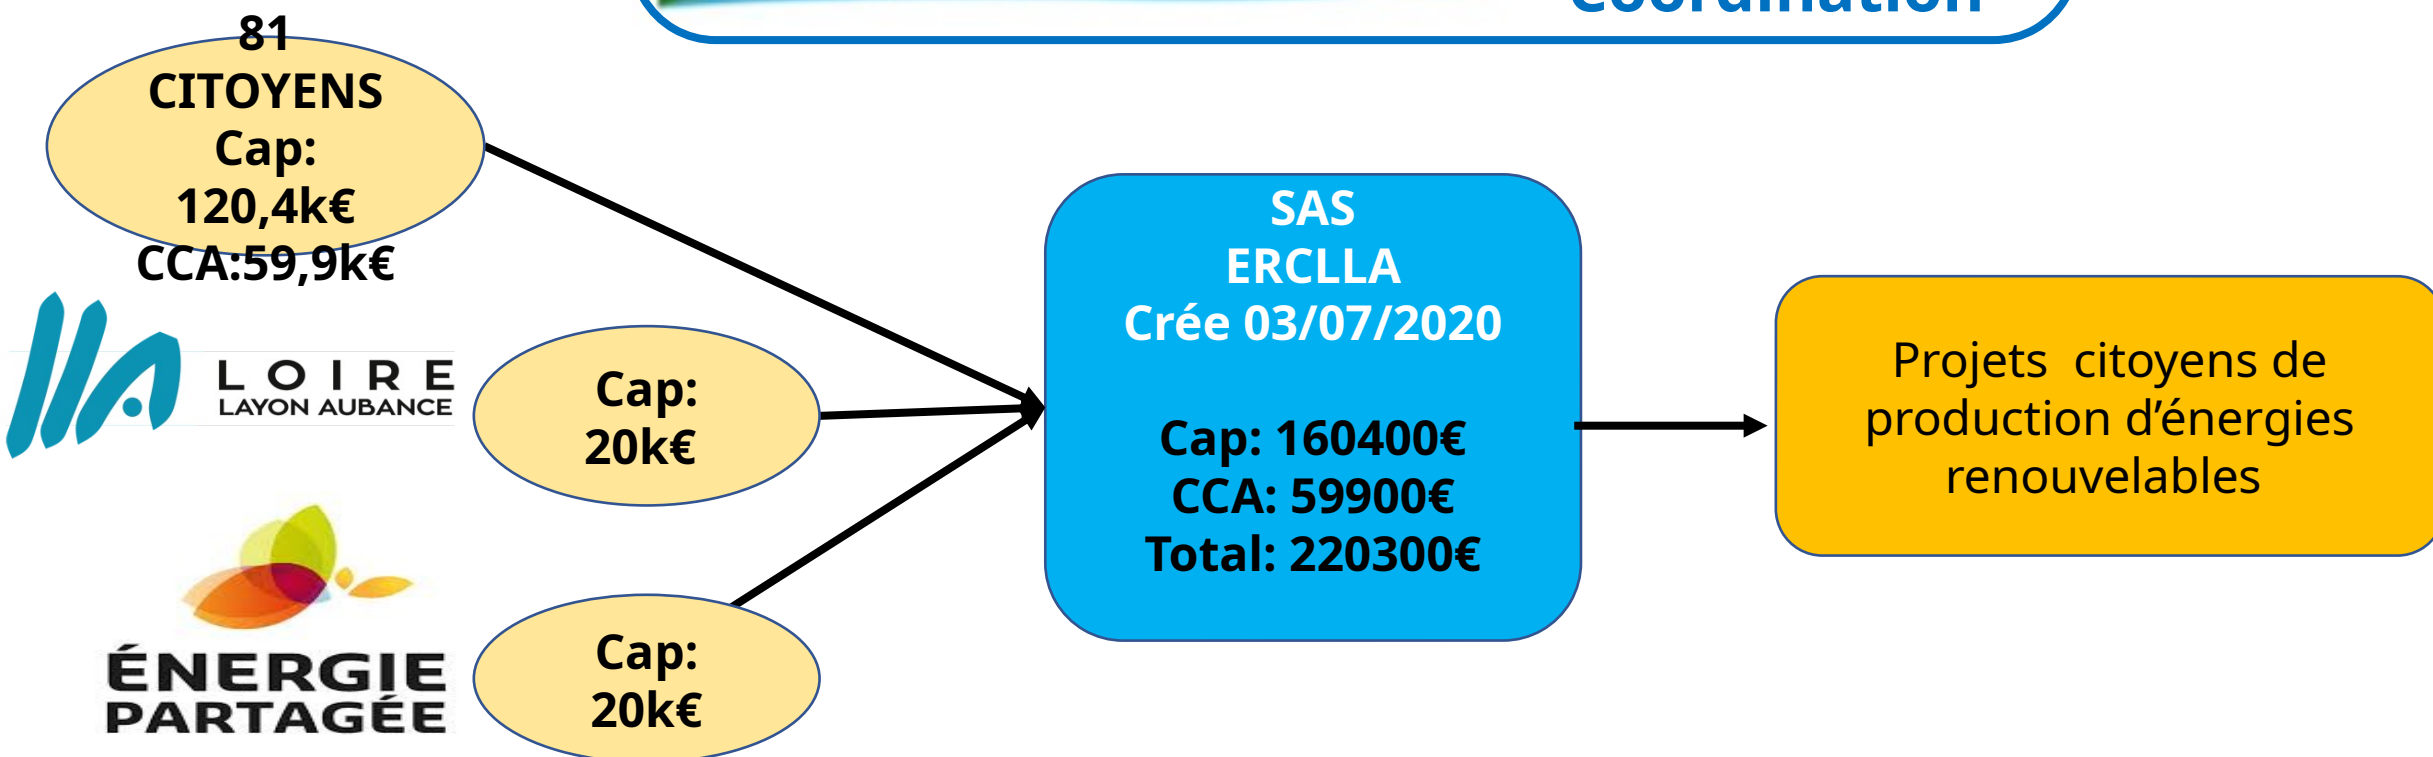 Coordination
81
CITOYENS
Cap:
120,4k€
CCA:59,9k€
LOIRE
LAYON AUBANCE
Cap:
20k€
ÉNERGIE
PARTAGÉE
Cap:
20k€
SAS
ERCLLA
Crée 03/07/2020
Cap: 160400€
CCA: 59900€
Total: 220300€
Projets  citoyens de
production d’énergies
renouvelables